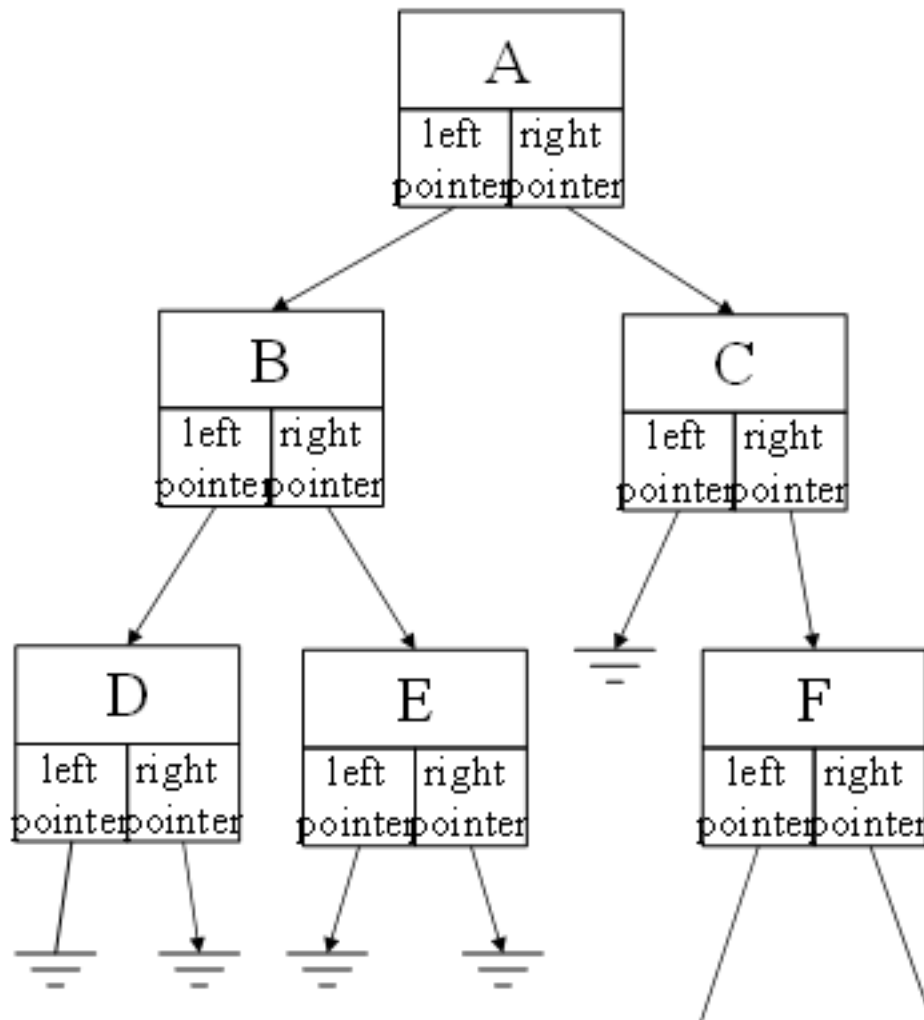 A
left right
pointer pointer
B
left right
pointer pointer
C
left right
pointer pointer
D
left right
pointer pointer
E
left right
pointer pointer
F
left right
pointer pointer